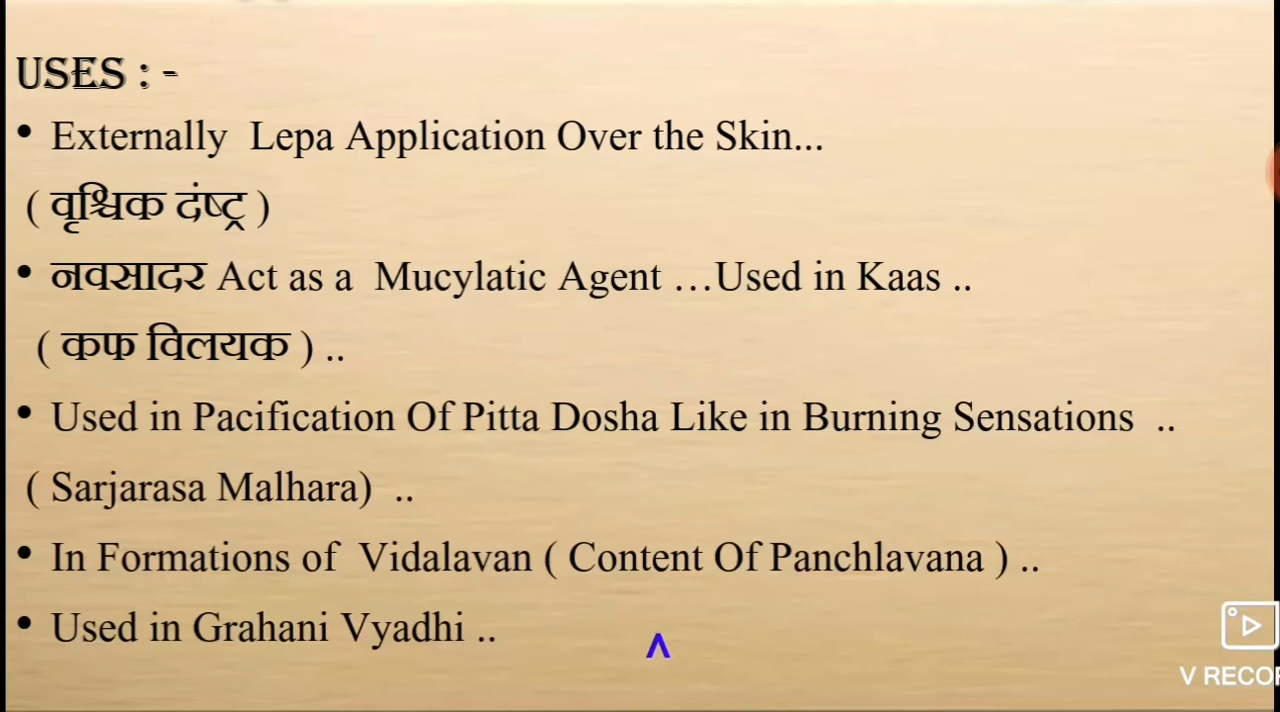 USES : -
• Externally Lepa Application Over the Skin...
( वृश्चिक दंष्ट्र )
• नवसादर Act as a Mucylatic Agent ...Used in Kaas ..
( कफ विलयक ) ..
• Used in Pacification Of Pitta Dosha Like in Burning Sensations ..
( Sarjarasa Malhara) ..
• In Formations of Vidalavan ( Content Of Panchlavana ) ..
• Used in Grahani Vyadhi ..
V RECOR